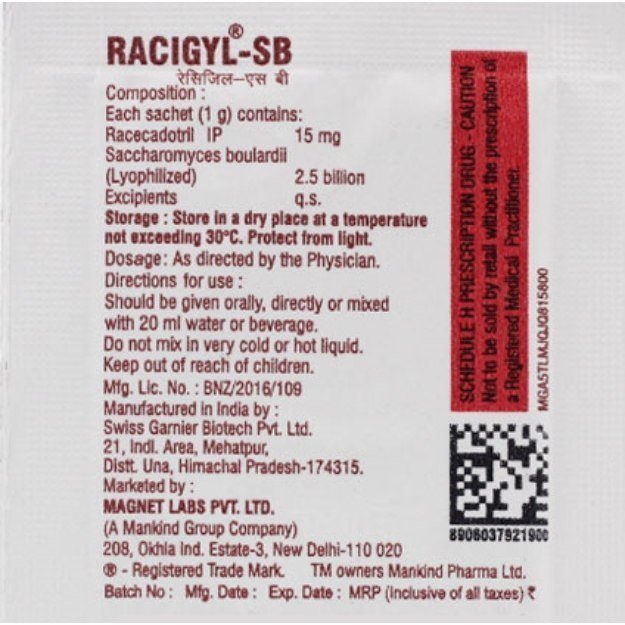 RACIGYL®-SB
रेसिजिल-एस बी
Composition :
Each sachet (1 g) contains:
Racecadotril IP 15 mg
Saccharomyces boulardii
(Lyophilized) 2.5 billion
Excipients q.s.
Storage : Store in a dry place at a temperature
not exceeding 30°C. Protect from light.
Dosage: As directed by the Physician.
Directions for use :
Should be given orally, directly or mixed
with 20 ml water or beverage.
Do not mix in very cold or hot liquid.
Keep out of reach of children.
Mfg. Lic. No. : BNZ/2016/109
Manufactured in India by :
Swiss Garnier Biotech Pvt. Ltd.
21, Indl. Area, Mehatpur,
Distt. Una, Himachal Pradesh-174315.
Marketed by :
MAGNET LABS PVT. LTD.
(A Mankind Group Company)
208, Okhla Ind. Estate-3, New Delhi-110 020
® - Registered Trade Mark. TM owners Mankind Pharma Ltd.
Batch No : Mfg. Date : Exp. Date : MRP (Inclusive of all taxes) ₹
SCHEDULE H PRESCRIPTION DRUG - CAUTION
Not to be sold by retail without the prescription of
a Registered Medical Practitioner.
MGA5TLMJQJQ815800
8906037921900